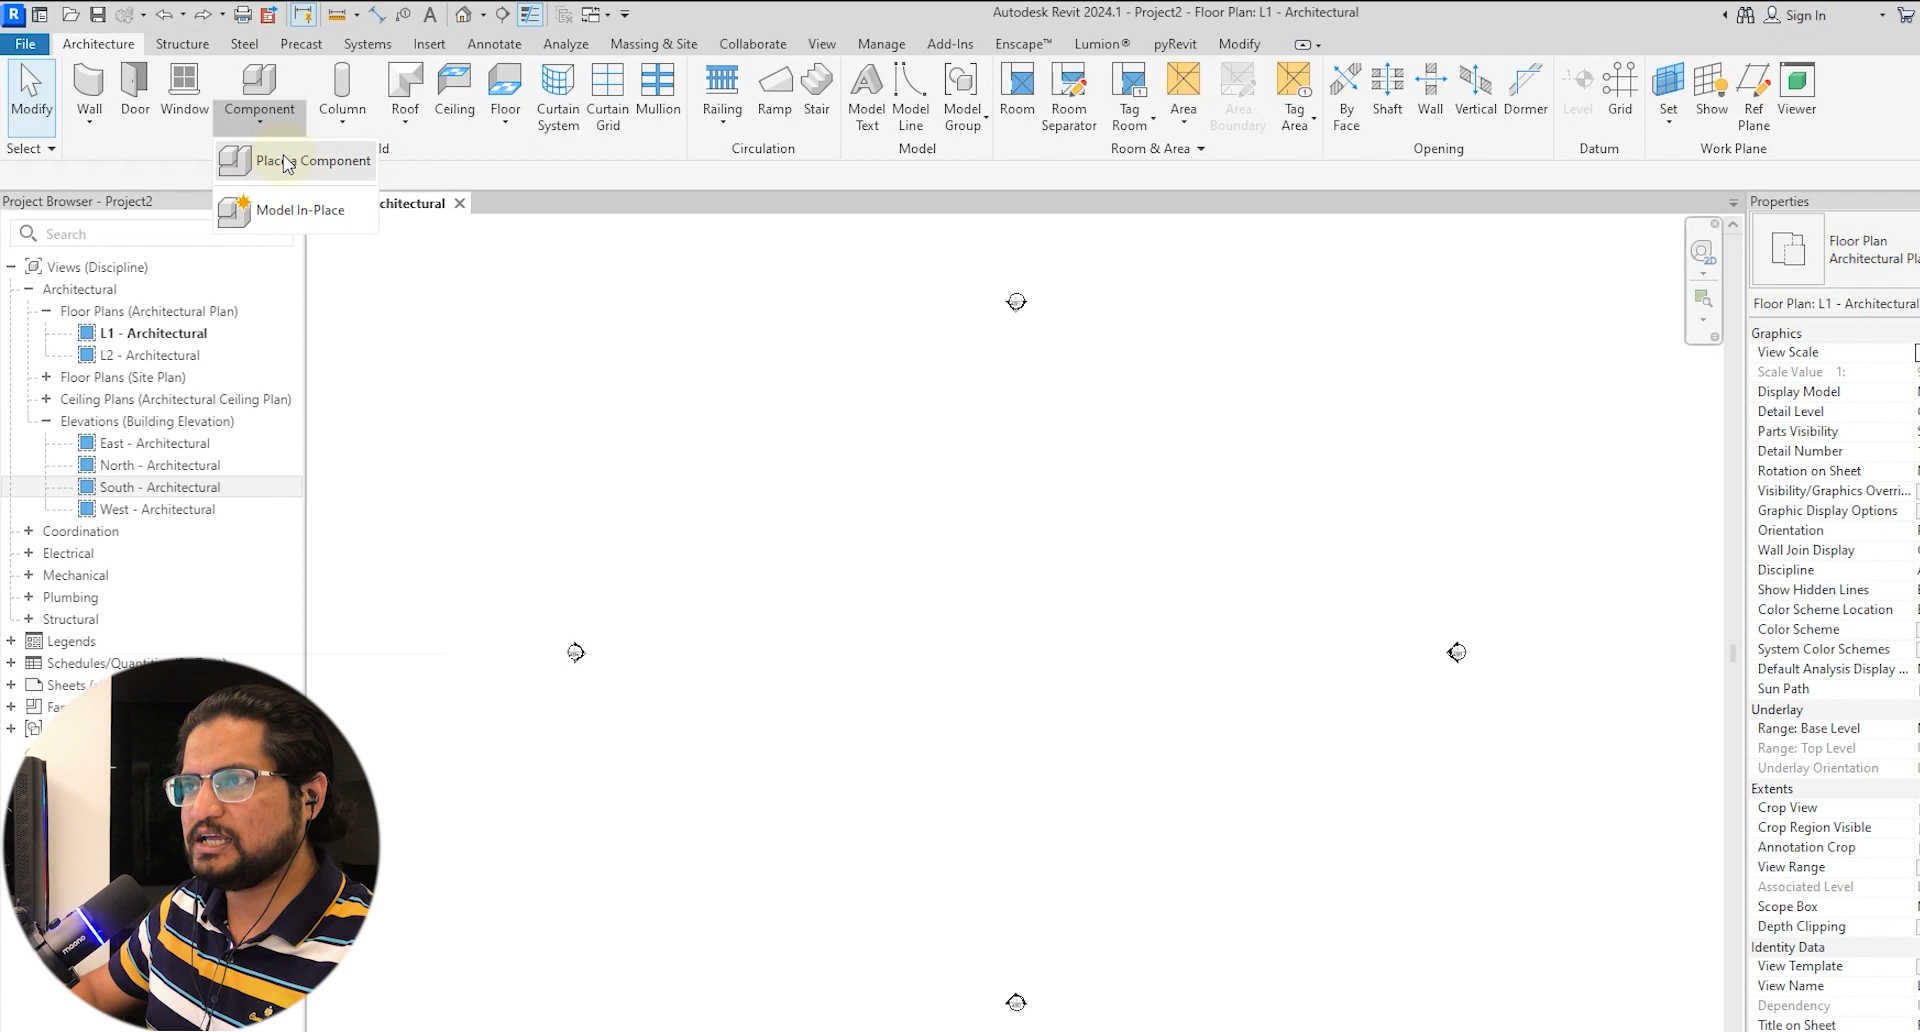 Autodesk Revit 2024.1 - Project2 - Floor Plan: L1 - Architectural
Sign In
File Architecture Structure Steel Precast Systems Insert Annotate Analyze Massing & Site Collaborate View Manage Add-Ins Enscape™ Lumion® pyRevit Modify
Modify
Wall
Door
Window
Component
Column
Roof
Ceiling
Floor
Curtain System
Curtain Grid
Mullion
Railing
Ramp
Stair
Model Text
Model Line
Model Group
Room
Room Separator
Tag Room
Area
Area Boundary
Tag Area
By Face
Shaft
Wall
Vertical
Dormer
Level
Grid
Set
Show
Ref Plane
Viewer
Select
ld
Circulation
Model
Room & Area
Opening
Datum
Work Plane
Place a Component
Model In-Place
Project Browser - Project2
chitectural
Search
Views (Discipline)
Architectural
Floor Plans (Architectural Plan)
L1 - Architectural
L2 - Architectural
Floor Plans (Site Plan)
Ceiling Plans (Architectural Ceiling Plan)
Elevations (Building Elevation)
East - Architectural
North - Architectural
South - Architectural
West - Architectural
Coordination
Electrical
Mechanical
Plumbing
Structural
Legends
Schedules/Quantit
Sheets
Fa
maono
2D
Properties
Floor Plan
Architectural Pla
Floor Plan: L1 - Architectural
Graphics
View Scale
Scale Value 1:
Display Model
Detail Level
Parts Visibility
Detail Number
Rotation on Sheet
Visibility/Graphics Overri...
Graphic Display Options
Orientation
Wall Join Display
Discipline
Show Hidden Lines
Color Scheme Location
Color Scheme
System Color Schemes
Default Analysis Display ...
Sun Path
Underlay
Range: Base Level
Range: Top Level
Underlay Orientation
Extents
Crop View
Crop Region Visible
Annotation Crop
View Range
Associated Level
Scope Box
Depth Clipping
Identity Data
View Template
View Name
Dependency
Title on Sheet